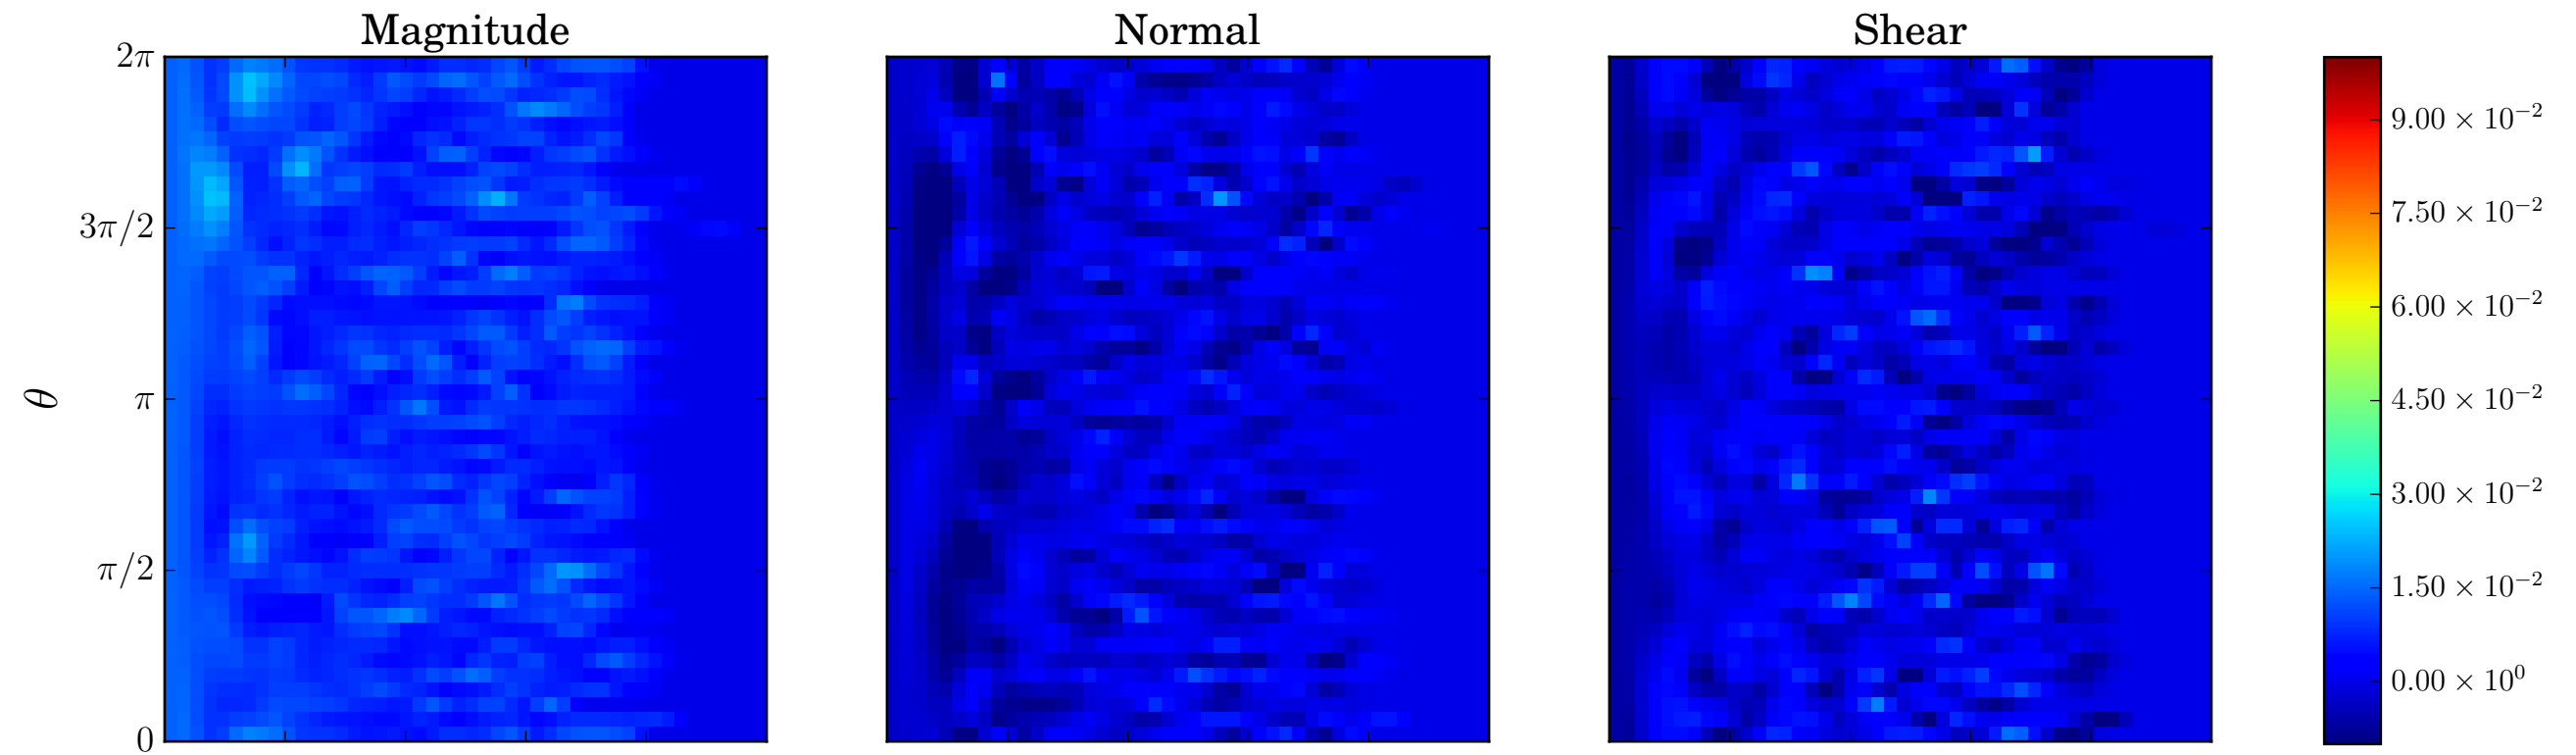 Magnitude
Normal
Shear
2π
3π/2
π
π/2
0
θ
9.00 × 10⁻²
7.50 × 10⁻²
6.00 × 10⁻²
4.50 × 10⁻²
3.00 × 10⁻²
1.50 × 10⁻²
0.00 × 10⁰